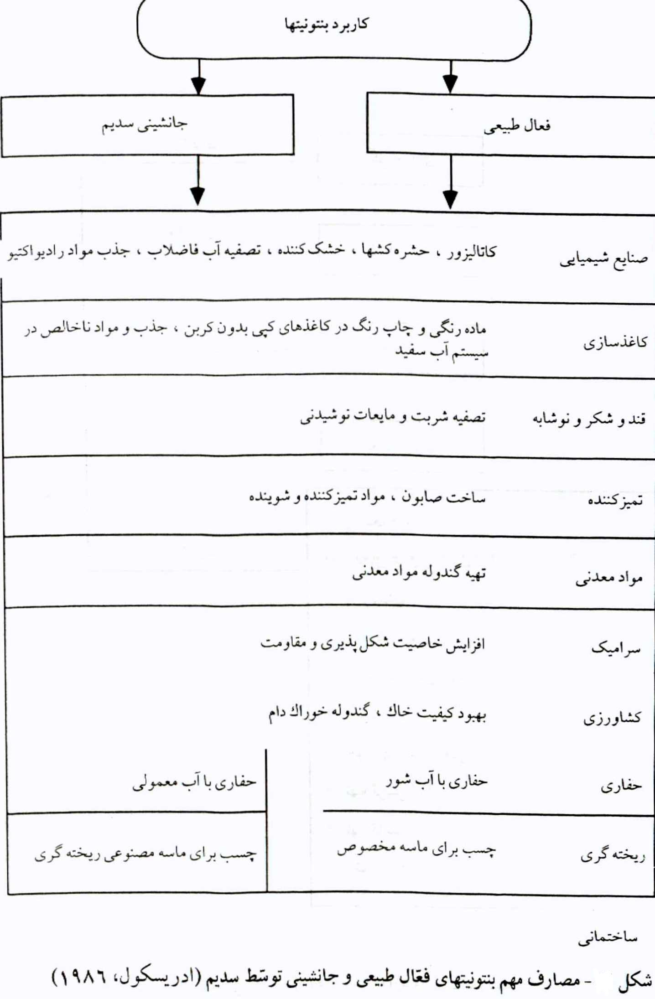 کاربرد بنتونیتها
فعال طبیعی
جانشینی سدیم
صنایع شیمیایی
کاتالیزور ، حشره‌کشها ، خشک‌کننده ، تصفیه آب فاضلاب ، جذب مواد رادیواکتیو
کاغذسازی
ماده رنگی و چاپ رنگ در کاغذهای کپی بدون کربن ، جذب و مواد ناخالص در
سیستم آب سفید
قند و شکر و نوشابه
تصفیه شربت و مایعات نوشیدنی
تمیزکننده
ساخت صابون ، مواد تمیزکننده و شوینده
مواد معدنی
تهیه گندوله مواد معدنی
سرامیک
افزایش خاصیت شکل‌پذیری و مقاومت
کشاورزی
بهبود کیفیت خاك ، گندوله خوراك دام
حفاری
حفاری با آب شور
حفاری با آب معمولی
ریخته گری
چسب برای ماسه مخصوص
چسب برای ماسه مصنوعی ریخته گری
ساختمانی
شکل - مصارف مهم بنتونیتهای فعّال طبیعی و جانشینی توسّط سدیم (ادریسکول، ۱۹۸۶)